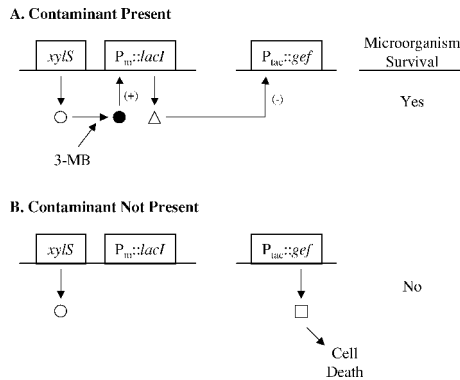 A. Contaminant Present
xylS
Pm::lacI
Ptac::gef
Microorganism
Survival
(+)
(-)
Yes
3-MB
B. Contaminant Not Present
xylS
Pm::lacI
Ptac::gef
No
Cell
Death